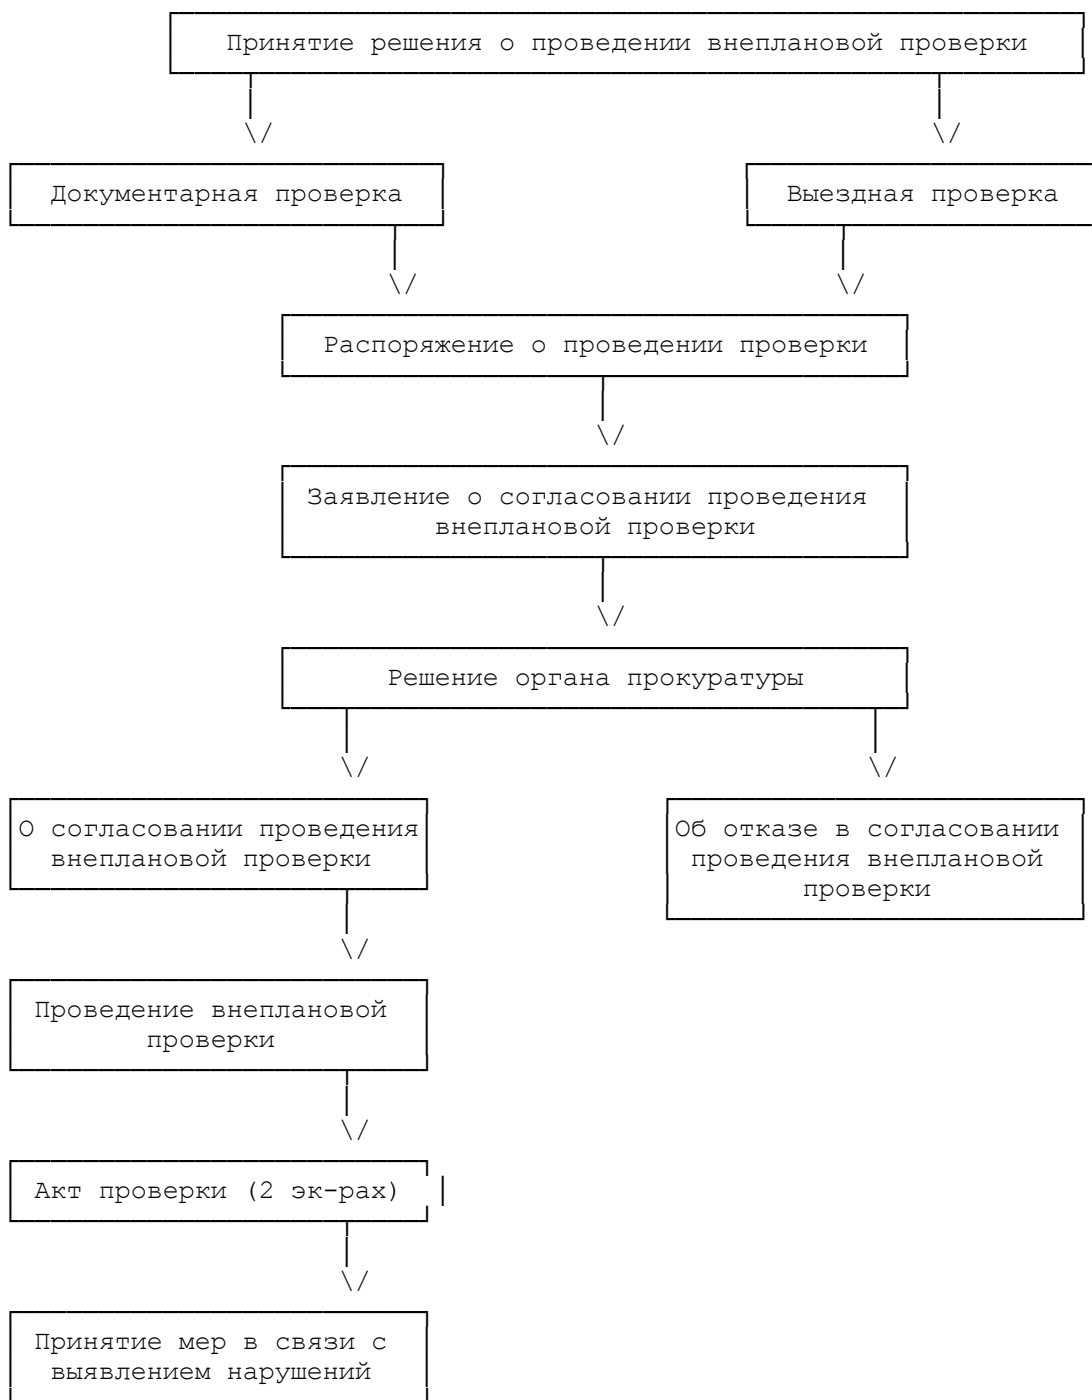 Принятие решения о проведении внеплановой проверки
Документарная проверка
Выездная проверка
Распоряжение о проведении проверки
Заявление о согласовании проведения
внеплановой проверки
Решение органа прокуратуры
О согласовании проведения
внеплановой проверки
Об отказе в согласовании
проведения внеплановой
проверки
Проведение внеплановой
проверки
Акт проверки (2 эк-рах)
Принятие мер в связи с
выявлением нарушений